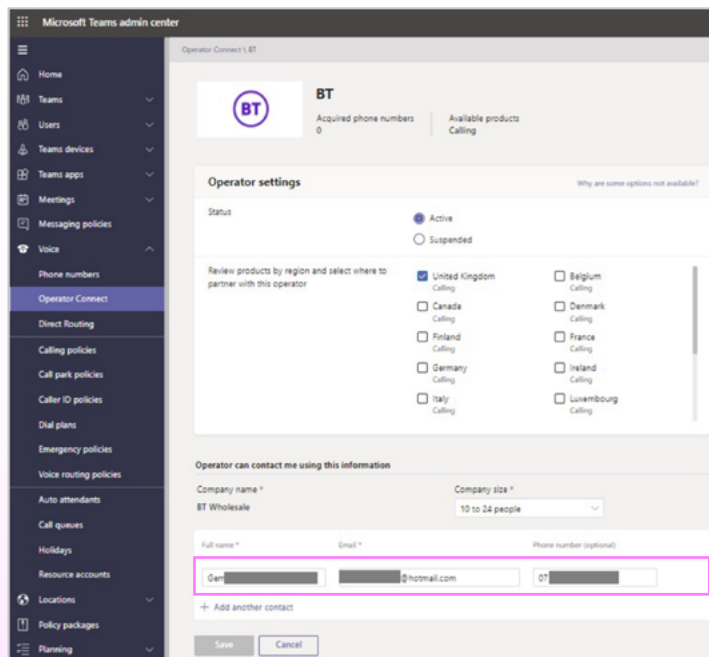 Microsoft Teams admin center
Home
Teams
Users
Teams devices
Teams apps
Meetings
Messaging policies
Voice
Phone numbers
Operator Connect
Direct Routing
Calling policies
Call park policies
Caller ID policies
Dial plans
Emergency policies
Voice routing policies
Auto attendants
Call queues
Holidays
Resource accounts
Locations
Policy packages
Planning
Operator Connect \ BT
BT
BT
Acquired phone numbers
0
Available products
Calling
Operator settings
Why are some options not available?
Status
Active
Suspended
Review products by region and select where to
partner with this operator
United Kingdom
Calling
Belgium
Calling
Canada
Calling
Denmark
Calling
Finland
Calling
France
Calling
Germany
Calling
Ireland
Calling
Italy
Calling
Luxembourg
Calling
Operator can contact me using this information
Company name *
BT Wholesale
Company size *
10 to 24 people
Full name * Email * Phone number (optional)
Gem @hotmail.com 07
+ Add another contact
Save Cancel